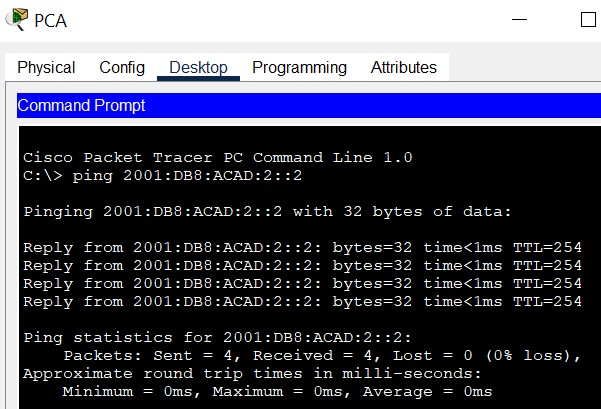 PCA
Physical Config Desktop Programming Attributes
Command Prompt
Cisco Packet Tracer PC Command Line 1.0
C:\> ping 2001:DB8:ACAD:2::2
Pinging 2001:DB8:ACAD:2::2 with 32 bytes of data:
Reply from 2001:DB8:ACAD:2::2: bytes=32 time<1ms TTL=254
Reply from 2001:DB8:ACAD:2::2: bytes=32 time<1ms TTL=254
Reply from 2001:DB8:ACAD:2::2: bytes=32 time<1ms TTL=254
Reply from 2001:DB8:ACAD:2::2: bytes=32 time<1ms TTL=254
Ping statistics for 2001:DB8:ACAD:2::2:
Packets: Sent = 4, Received = 4, Lost = 0 (0% loss),
Approximate round trip times in milli-seconds:
Minimum = 0ms, Maximum = 0ms, Average = 0ms